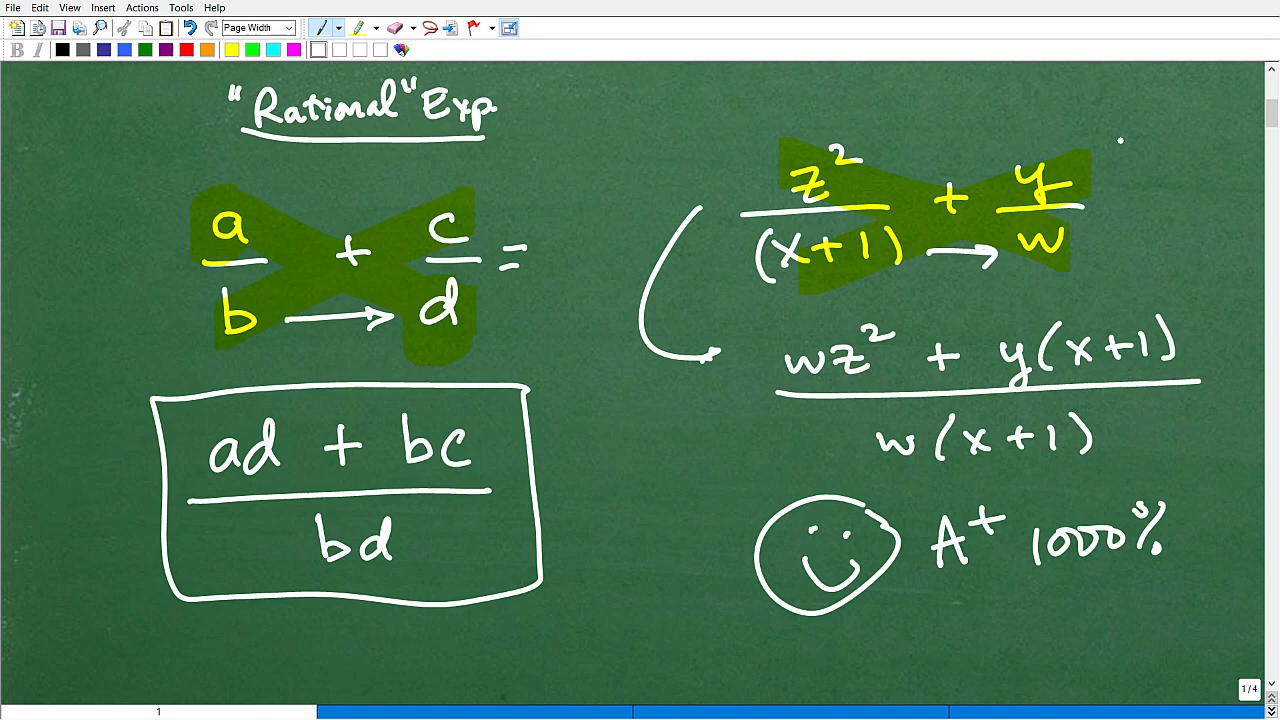 File Edit View Insert Actions Tools Help
Page Width
B I
"Rational" Exp
a/b + c/d =
(ad + bc)/bd
z²/(x+1) + y/w
(wz² + y(x+1))/(w(x+1))
A+ 1000%
1/4
1